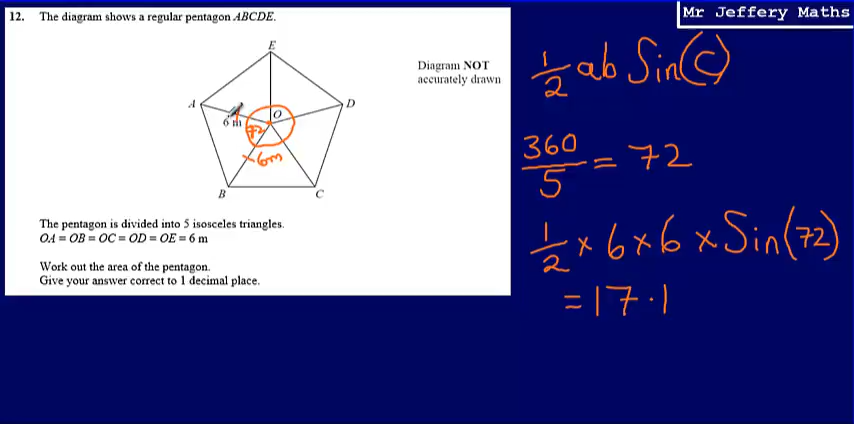 Mr Jeffery Maths
12. The diagram shows a regular pentagon ABCDE.
E
Diagram NOT
accurately drawn
A
D
O
6 m
72
6m
B
C
The pentagon is divided into 5 isosceles triangles.
OA = OB = OC = OD = OE = 6 m
Work out the area of the pentagon.
Give your answer correct to 1 decimal place.
1/2 ab Sin(C)
360/5 = 72
1/2 × 6 × 6 × Sin(72)
= 17.1